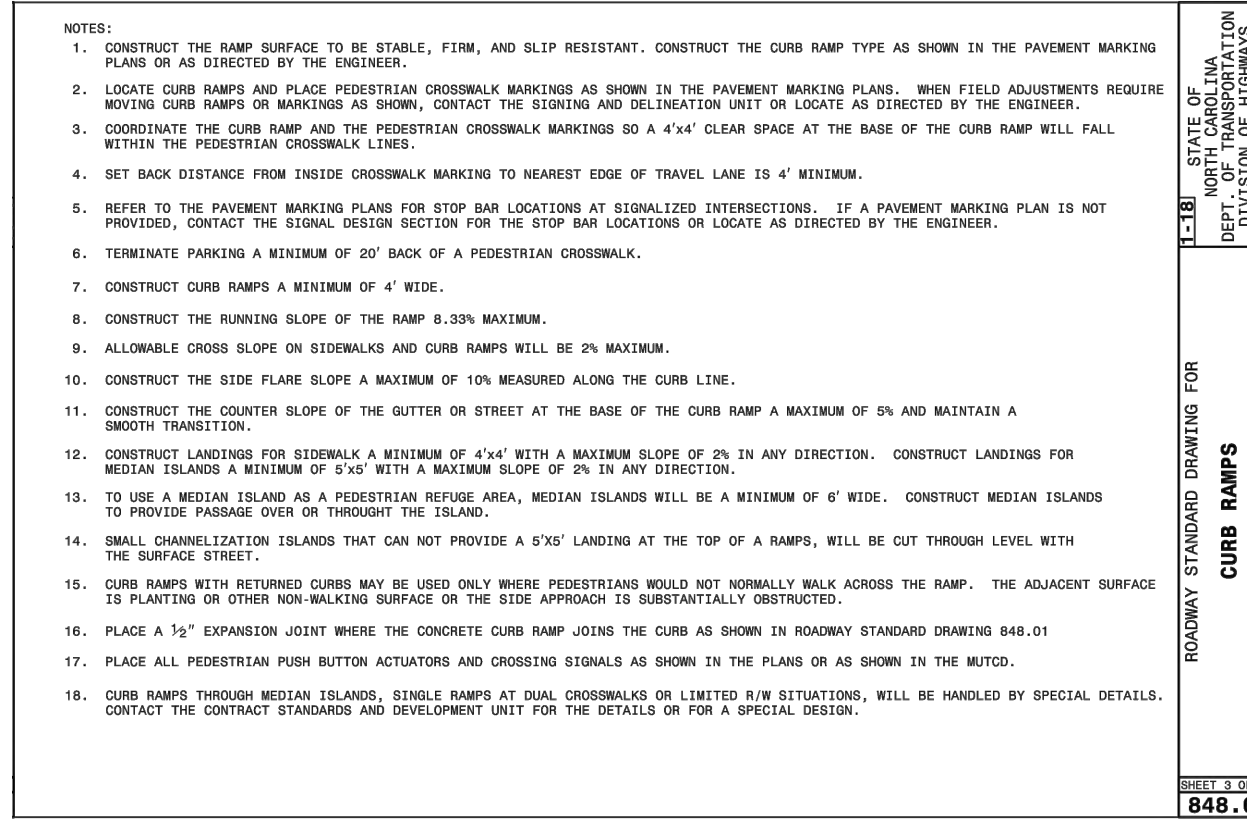 NOTES:
1. CONSTRUCT THE RAMP SURFACE TO BE STABLE, FIRM, AND SLIP RESISTANT. CONSTRUCT THE CURB RAMP TYPE AS SHOWN IN THE PAVEMENT MARKING
PLANS OR AS DIRECTED BY THE ENGINEER.
2. LOCATE CURB RAMPS AND PLACE PEDESTRIAN CROSSWALK MARKINGS AS SHOWN IN THE PAVEMENT MARKING PLANS. WHEN FIELD ADJUSTMENTS REQUIRE
MOVING CURB RAMPS OR MARKINGS AS SHOWN, CONTACT THE SIGNING AND DELINEATION UNIT OR LOCATE AS DIRECTED BY THE ENGINEER.
3. COORDINATE THE CURB RAMP AND THE PEDESTRIAN CROSSWALK MARKINGS SO A 4'x4' CLEAR SPACE AT THE BASE OF THE CURB RAMP WILL FALL
WITHIN THE PEDESTRIAN CROSSWALK LINES.
4. SET BACK DISTANCE FROM INSIDE CROSSWALK MARKING TO NEAREST EDGE OF TRAVEL LANE IS 4' MINIMUM.
5. REFER TO THE PAVEMENT MARKING PLANS FOR STOP BAR LOCATIONS AT SIGNALIZED INTERSECTIONS. IF A PAVEMENT MARKING PLAN IS NOT
PROVIDED, CONTACT THE SIGNAL DESIGN SECTION FOR THE STOP BAR LOCATIONS OR LOCATE AS DIRECTED BY THE ENGINEER.
6. TERMINATE PARKING A MINIMUM OF 20' BACK OF A PEDESTRIAN CROSSWALK.
7. CONSTRUCT CURB RAMPS A MINIMUM OF 4' WIDE.
8. CONSTRUCT THE RUNNING SLOPE OF THE RAMP 8.33% MAXIMUM.
9. ALLOWABLE CROSS SLOPE ON SIDEWALKS AND CURB RAMPS WILL BE 2% MAXIMUM.
10. CONSTRUCT THE SIDE FLARE SLOPE A MAXIMUM OF 10% MEASURED ALONG THE CURB LINE.
11. CONSTRUCT THE COUNTER SLOPE OF THE GUTTER OR STREET AT THE BASE OF THE CURB RAMP A MAXIMUM OF 5% AND MAINTAIN A
SMOOTH TRANSITION.
12. CONSTRUCT LANDINGS FOR SIDEWALK A MINIMUM OF 4'x4' WITH A MAXIMUM SLOPE OF 2% IN ANY DIRECTION. CONSTRUCT LANDINGS FOR
MEDIAN ISLANDS A MINIMUM OF 5'x5' WITH A MAXIMUM SLOPE OF 2% IN ANY DIRECTION.
13. TO USE A MEDIAN ISLAND AS A PEDESTRIAN REFUGE AREA, MEDIAN ISLANDS WILL BE A MINIMUM OF 6' WIDE. CONSTRUCT MEDIAN ISLANDS
TO PROVIDE PASSAGE OVER OR THROUGHT THE ISLAND.
14. SMALL CHANNELIZATION ISLANDS THAT CAN NOT PROVIDE A 5'X5' LANDING AT THE TOP OF A RAMPS, WILL BE CUT THROUGH LEVEL WITH
THE SURFACE STREET.
15. CURB RAMPS WITH RETURNED CURBS MAY BE USED ONLY WHERE PEDESTRIANS WOULD NOT NORMALLY WALK ACROSS THE RAMP. THE ADJACENT SURFACE
IS PLANTING OR OTHER NON-WALKING SURFACE OR THE SIDE APPROACH IS SUBSTANTIALLY OBSTRUCTED.
16. PLACE A ½" EXPANSION JOINT WHERE THE CONCRETE CURB RAMP JOINS THE CURB AS SHOWN IN ROADWAY STANDARD DRAWING 848.01
17. PLACE ALL PEDESTRIAN PUSH BUTTON ACTUATORS AND CROSSING SIGNALS AS SHOWN IN THE PLANS OR AS SHOWN IN THE MUTCD.
18. CURB RAMPS THROUGH MEDIAN ISLANDS, SINGLE RAMPS AT DUAL CROSSWALKS OR LIMITED R/W SITUATIONS, WILL BE HANDLED BY SPECIAL DETAILS.
CONTACT THE CONTRACT STANDARDS AND DEVELOPMENT UNIT FOR THE DETAILS OR FOR A SPECIAL DESIGN.
1-18
STATE OF
NORTH CAROLINA
DEPT. OF TRANSPORTATION
DIVISION OF HIGHWAYS
ROADWAY STANDARD DRAWING FOR
CURB RAMPS
SHEET 3
848.